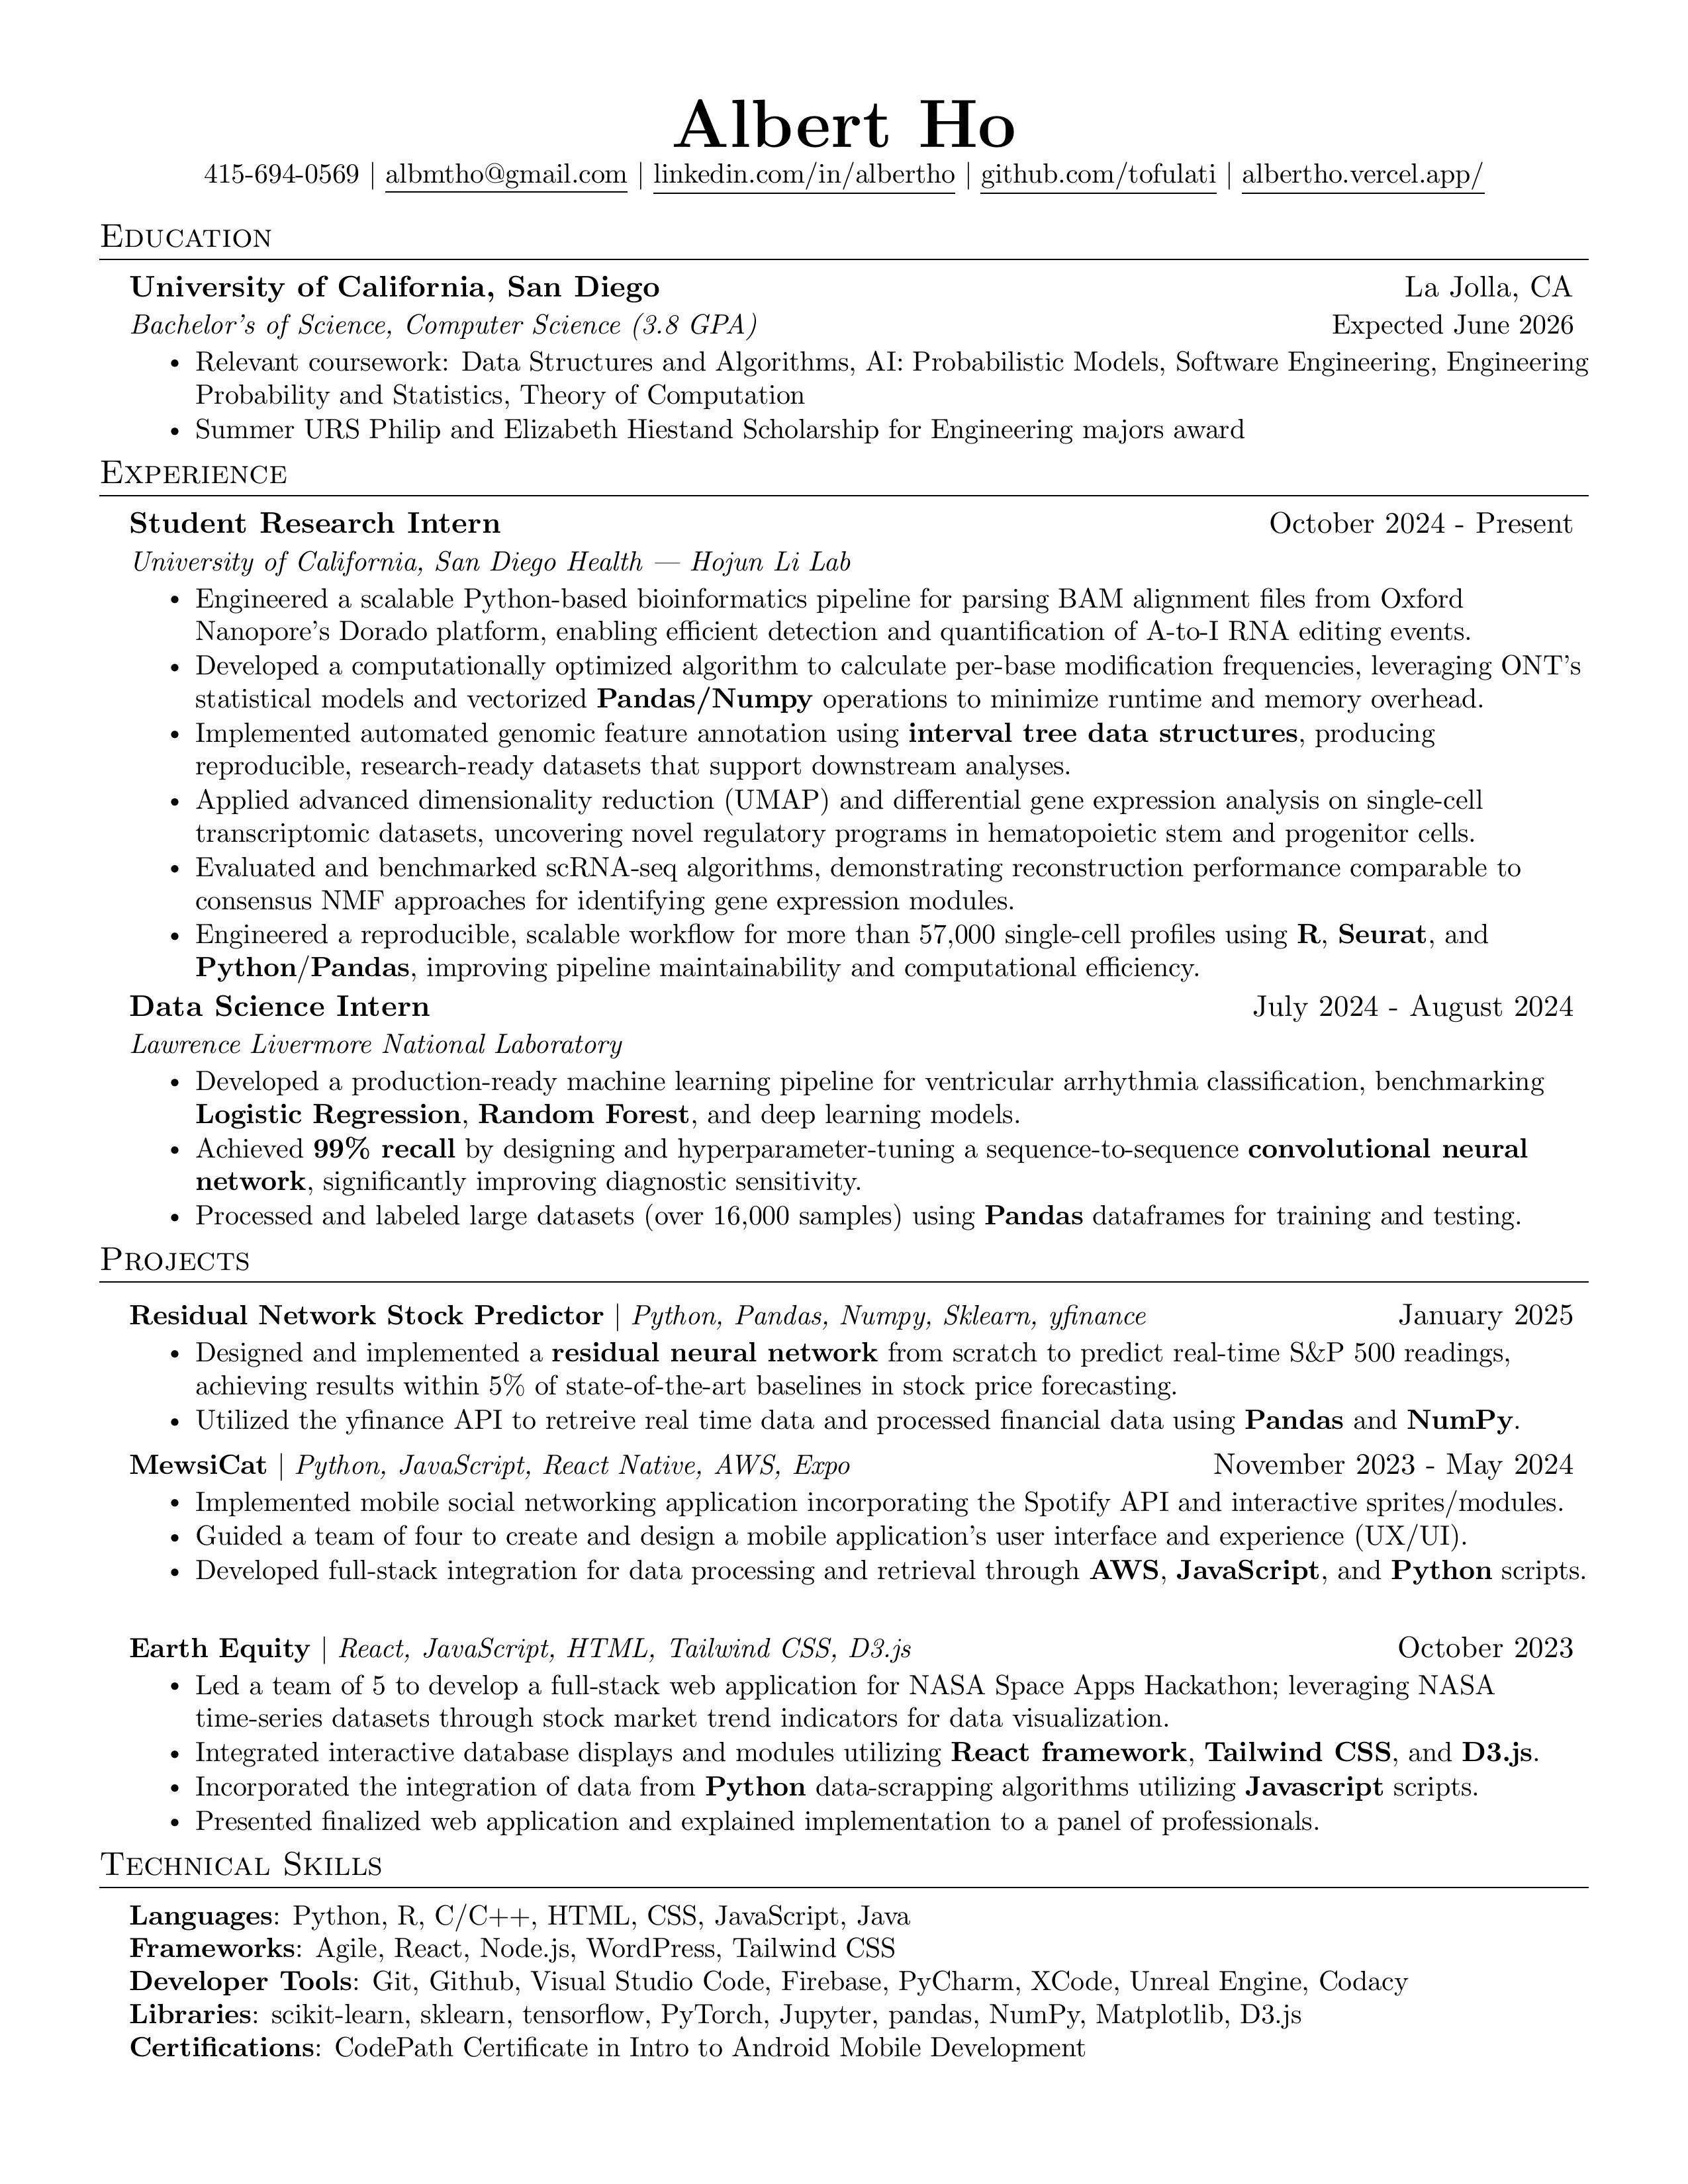 Albert Ho
415-694-0569 | albmtho@gmail.com | linkedin.com/in/albertho | github.com/tofulati | albertho.vercel.app/
Education
University of California, San Diego La Jolla, CA
Bachelor's of Science, Computer Science (3.8 GPA) Expected June 2026
• Relevant coursework: Data Structures and Algorithms, AI: Probabilistic Models, Software Engineering, Engineering
Probability and Statistics, Theory of Computation
• Summer URS Philip and Elizabeth Hiestand Scholarship for Engineering majors award
Experience
Student Research Intern October 2024 - Present
University of California, San Diego Health — Hojun Li Lab
• Engineered a scalable Python-based bioinformatics pipeline for parsing BAM alignment files from Oxford
Nanopore's Dorado platform, enabling efficient detection and quantification of A-to-I RNA editing events.
• Developed a computationally optimized algorithm to calculate per-base modification frequencies, leveraging ONT's
statistical models and vectorized Pandas/Numpy operations to minimize runtime and memory overhead.
• Implemented automated genomic feature annotation using interval tree data structures, producing
reproducible, research-ready datasets that support downstream analyses.
• Applied advanced dimensionality reduction (UMAP) and differential gene expression analysis on single-cell
transcriptomic datasets, uncovering novel regulatory programs in hematopoietic stem and progenitor cells.
• Evaluated and benchmarked scRNA-seq algorithms, demonstrating reconstruction performance comparable to
consensus NMF approaches for identifying gene expression modules.
• Engineered a reproducible, scalable workflow for more than 57,000 single-cell profiles using R, Seurat, and
Python/Pandas, improving pipeline maintainability and computational efficiency.
Data Science Intern July 2024 - August 2024
Lawrence Livermore National Laboratory
• Developed a production-ready machine learning pipeline for ventricular arrhythmia classification, benchmarking
Logistic Regression, Random Forest, and deep learning models.
• Achieved 99% recall by designing and hyperparameter-tuning a sequence-to-sequence convolutional neural
network, significantly improving diagnostic sensitivity.
• Processed and labeled large datasets (over 16,000 samples) using Pandas dataframes for training and testing.
Projects
Residual Network Stock Predictor | Python, Pandas, Numpy, Sklearn, yfinance January 2025
• Designed and implemented a residual neural network from scratch to predict real-time S&P 500 readings,
achieving results within 5% of state-of-the-art baselines in stock price forecasting.
• Utilized the yfinance API to retreive real time data and processed financial data using Pandas and NumPy.
MewsiCat | Python, JavaScript, React Native, AWS, Expo November 2023 - May 2024
• Implemented mobile social networking application incorporating the Spotify API and interactive sprites/modules.
• Guided a team of four to create and design a mobile application's user interface and experience (UX/UI).
• Developed full-stack integration for data processing and retrieval through AWS, JavaScript, and Python scripts.
Earth Equity | React, JavaScript, HTML, Tailwind CSS, D3.js October 2023
• Led a team of 5 to develop a full-stack web application for NASA Space Apps Hackathon; leveraging NASA
time-series datasets through stock market trend indicators for data visualization.
• Integrated interactive database displays and modules utilizing React framework, Tailwind CSS, and D3.js.
• Incorporated the integration of data from Python data-scrapping algorithms utilizing Javascript scripts.
• Presented finalized web application and explained implementation to a panel of professionals.
Technical Skills
Languages: Python, R, C/C++, HTML, CSS, JavaScript, Java
Frameworks: Agile, React, Node.js, WordPress, Tailwind CSS
Developer Tools: Git, Github, Visual Studio Code, Firebase, PyCharm, XCode, Unreal Engine, Codacy
Libraries: scikit-learn, sklearn, tensorflow, PyTorch, Jupyter, pandas, NumPy, Matplotlib, D3.js
Certifications: CodePath Certificate in Intro to Android Mobile Development